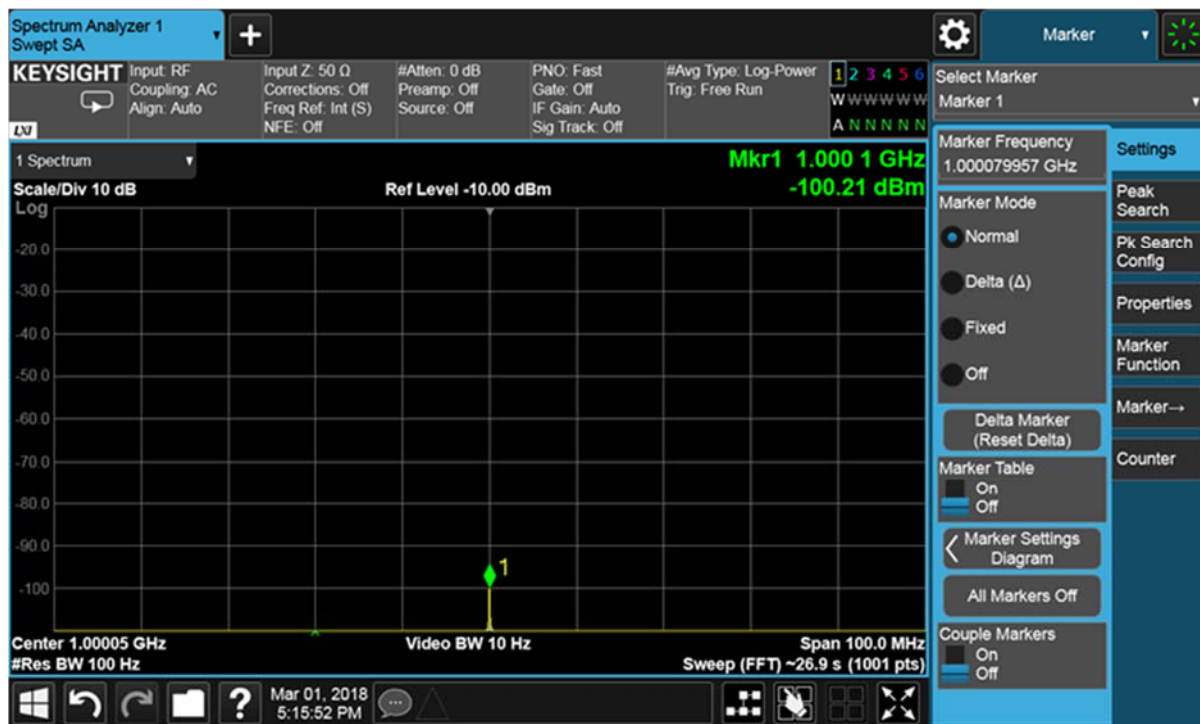 Spectrum Analyzer 1
Swept SA
+
Marker
KEYSIGHT
LXI
Input: RF
Coupling: AC
Align: Auto
Input Z: 50 Ω
Corrections: Off
Freq Ref: Int (S)
NFE: Off
#Atten: 0 dB
Preamp: Off
Source: Off
PNO: Fast
Gate: Off
IF Gain: Auto
Sig Track: Off
#Avg Type: Log-Power
Trig: Free Run
1 2 3 4 5 6
W W W W W W
A N N N N N
Select Marker
Marker 1
1 Spectrum
Mkr1 1.000 1 GHz
-100.21 dBm
Scale/Div 10 dB
Ref Level -10.00 dBm
Log
-20.0
-30.0
-40.0
-50.0
-60.0
-70.0
-80.0
-90.0
-100
1
Center 1.00005 GHz
Video BW 10 Hz
Span 100.0 MHz
#Res BW 100 Hz
Sweep (FFT) ~26.9 s (1001 pts)
Marker Frequency
1.000079957 GHz
Marker Mode
Normal
Delta (Δ)
Fixed
Off
Delta Marker
(Reset Delta)
Marker Table
On
Off
Marker Settings
Diagram
All Markers Off
Couple Markers
On
Off
Settings
Peak
Search
Pk Search
Config
Properties
Marker
Function
Marker→
Counter
?
Mar 01, 2018
5:15:52 PM